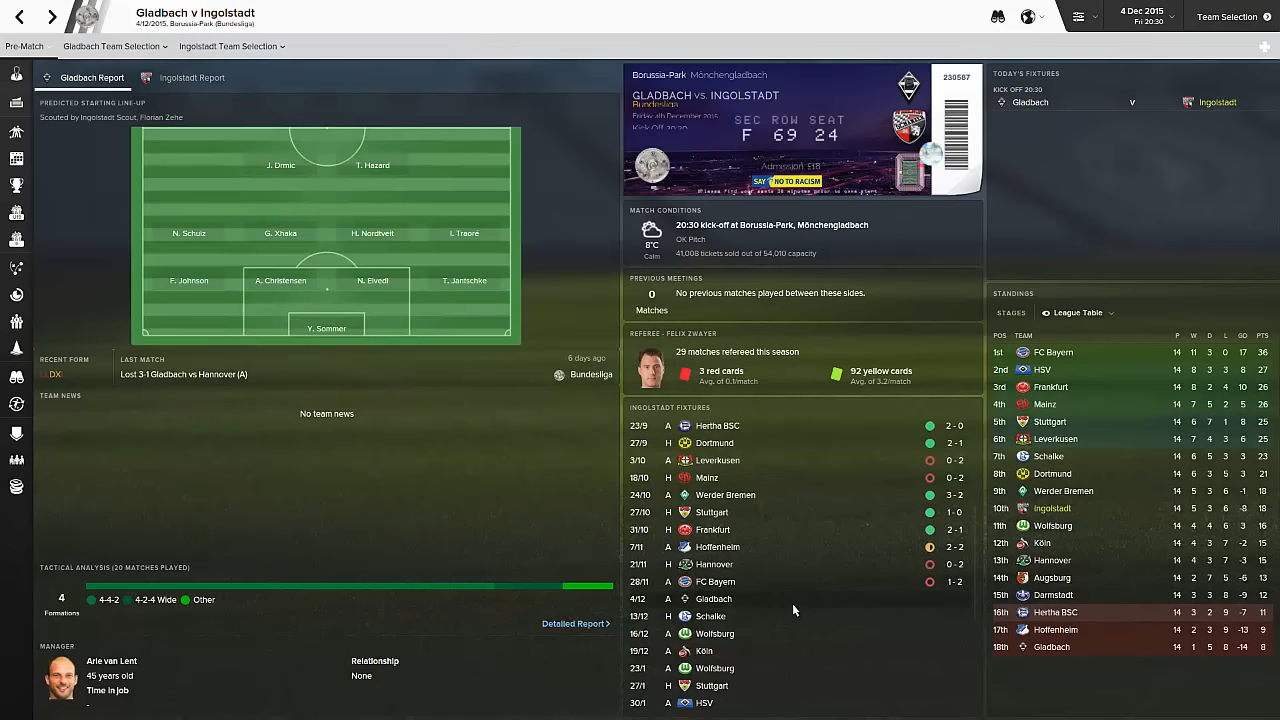 Gladbach v Ingolstadt
4/12/2015, Borussia-Park (Bundesliga)
4 Dec 2015
Fri 20:30
Team Selection
Pre-Match
Gladbach Team Selection
Ingolstadt Team Selection
Gladbach Report
Ingolstadt Report
PREDICTED STARTING LINE-UP
Scouted by Ingolstadt Scout, Florian Zehe
J. Drmic T. Hazard
N. Schulz G. Xhaka H. Nordtveit I. Traoré
F. Johnson A. Christensen N. Elvedi T. Jantschke
Y. Sommer
RECENT FORM
LAST MATCH
6 days ago
Lost 3-1 Gladbach vs Hannover (A)
Bundesliga
TEAM NEWS
No team news
TACTICAL ANALYSIS (20 MATCHES PLAYED)
4
Formations
4-4-2 4-2-4 Wide Other
Detailed Report >
MANAGER
Arie van Lent
45 years old
Time in job
-
Relationship
None
Borussia-Park Mönchengladbach
GLADBACH vs. INGOLSTADT
Bundesliga
Friday 4th December 2015
Kick Off 20:30
SEC ROW SEAT
F 69 24
Admission: £18
SAY NO TO RACISM
230587
MATCH CONDITIONS
8°C
Calm
20:30 kick-off at Borussia-Park, Mönchengladbach
OK Pitch
41,008 tickets sold out of 54,010 capacity
PREVIOUS MEETINGS
0
Matches
No previous matches played between these sides.
REFEREE - FELIX ZWAYER
29 matches refereed this season
3 red cards
Avg. of 0.1/match
92 yellow cards
Avg. of 3.2/match
INGOLSTADT FIXTURES
23/9 A Hertha BSC 2 - 0
27/9 H Dortmund 2 - 1
3/10 A Leverkusen 0 - 2
18/10 H Mainz 0 - 2
24/10 A Werder Bremen 3 - 2
27/10 H Stuttgart 1 - 0
31/10 H Frankfurt 2 - 1
7/11 A Hoffenheim 2 - 2
21/11 H Hannover 0 - 2
28/11 A FC Bayern 1 - 2
4/12 A Gladbach
13/12 H Schalke
16/12 A Wolfsburg
19/12 A Köln
23/1 A Wolfsburg
27/1 H Stuttgart
30/1 A HSV
TODAY'S FIXTURES
KICK OFF 20:30
Gladbach V Ingolstadt
STANDINGS
STAGES League Table
POS TEAM P W D L GD PTS
1st FC Bayern 14 11 3 0 17 36
2nd HSV 14 8 3 3 8 27
3rd Frankfurt 14 8 2 4 10 26
4th Mainz 14 7 5 2 5 26
5th Stuttgart 14 6 7 1 8 25
6th Leverkusen 14 7 4 3 6 25
7th Schalke 14 6 5 3 3 23
8th Dortmund 14 6 3 5 3 21
9th Werder Bremen 14 5 3 6 -1 18
10th Ingolstadt 14 5 3 6 -8 18
11th Wolfsburg 14 4 4 6 3 16
12th Köln 14 4 3 7 -2 15
13th Hannover 14 4 3 7 -3 15
14th Augsburg 14 2 7 5 -6 13
15th Darmstadt 14 3 3 8 -9 12
16th Hertha BSC 14 3 2 9 -7 11
17th Hoffenheim 14 2 3 9 -13 9
18th Gladbach 14 1 5 8 -14 8